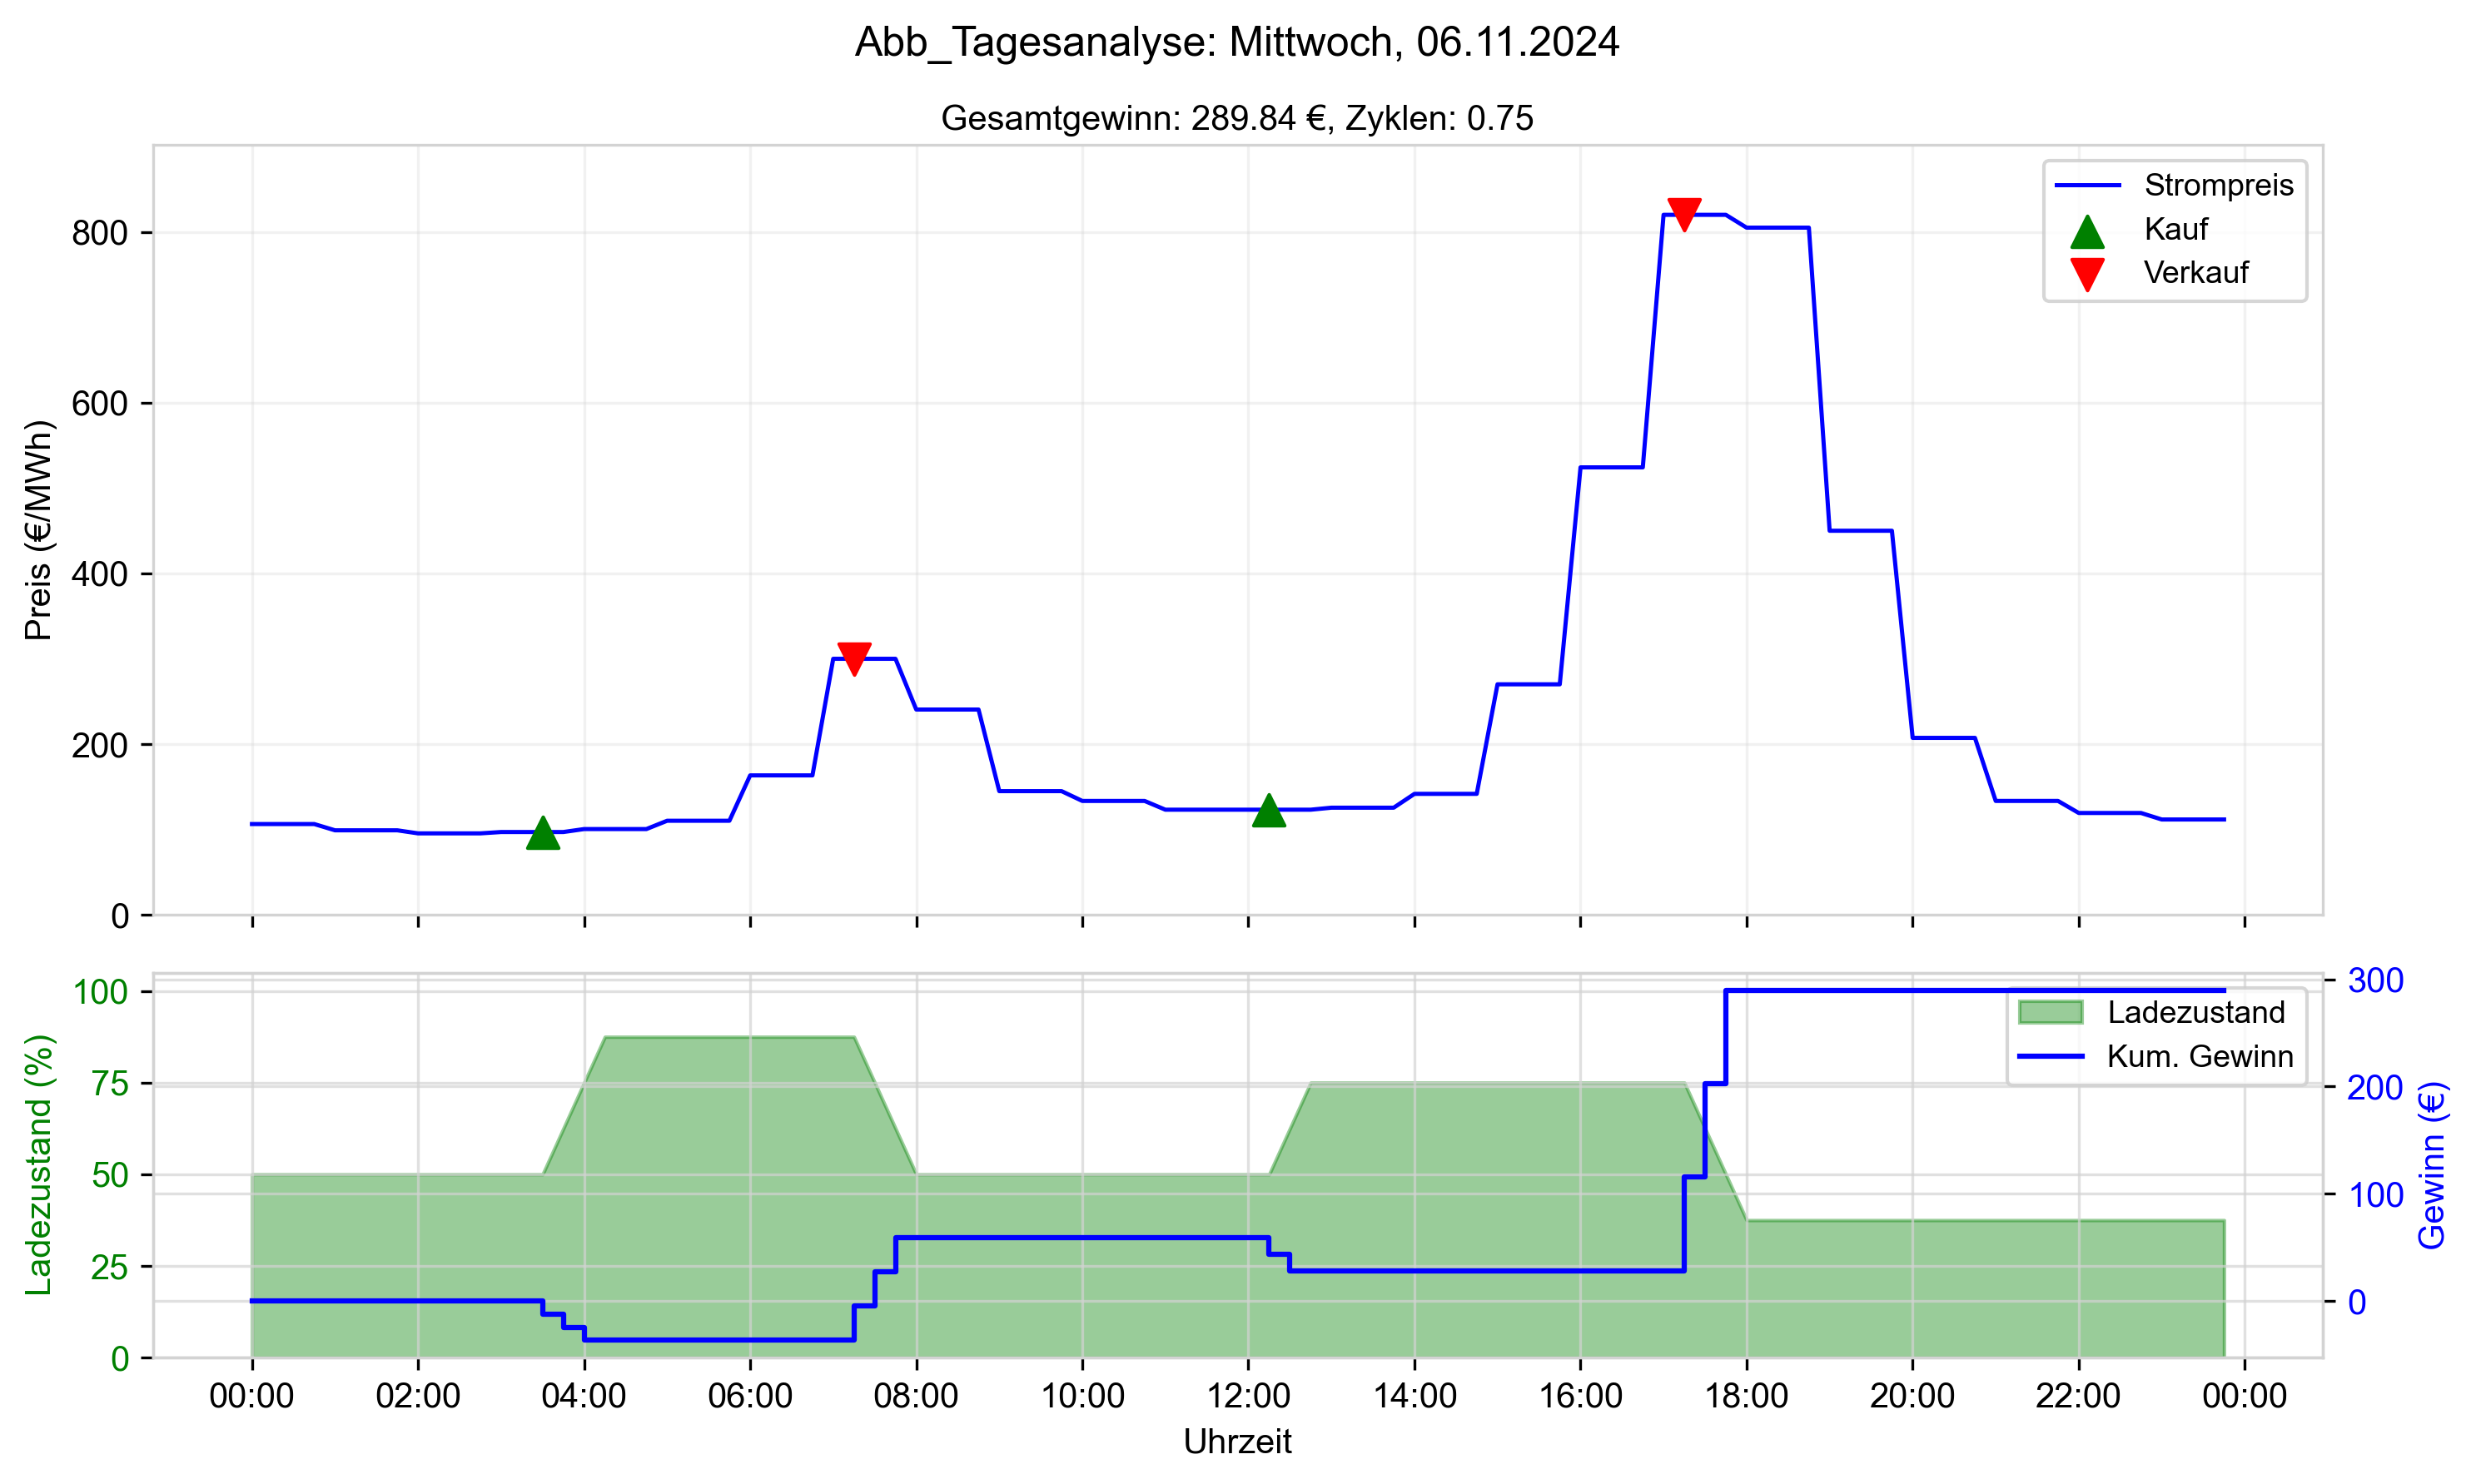 Abb_Tagesanalyse: Mittwoch, 06.11.2024
Gesamtgewinn: 289.84 €, Zyklen: 0.75
Preis (€/MWh)
800
600
400
200
0
Strompreis
Kauf
Verkauf
Ladezustand (%)
100
75
50
25
0
Ladezustand
Kum. Gewinn
300
200
100
0
Gewinn (€)
00:00 02:00 04:00 06:00 08:00 10:00 12:00 14:00 16:00 18:00 20:00 22:00 00:00
Uhrzeit